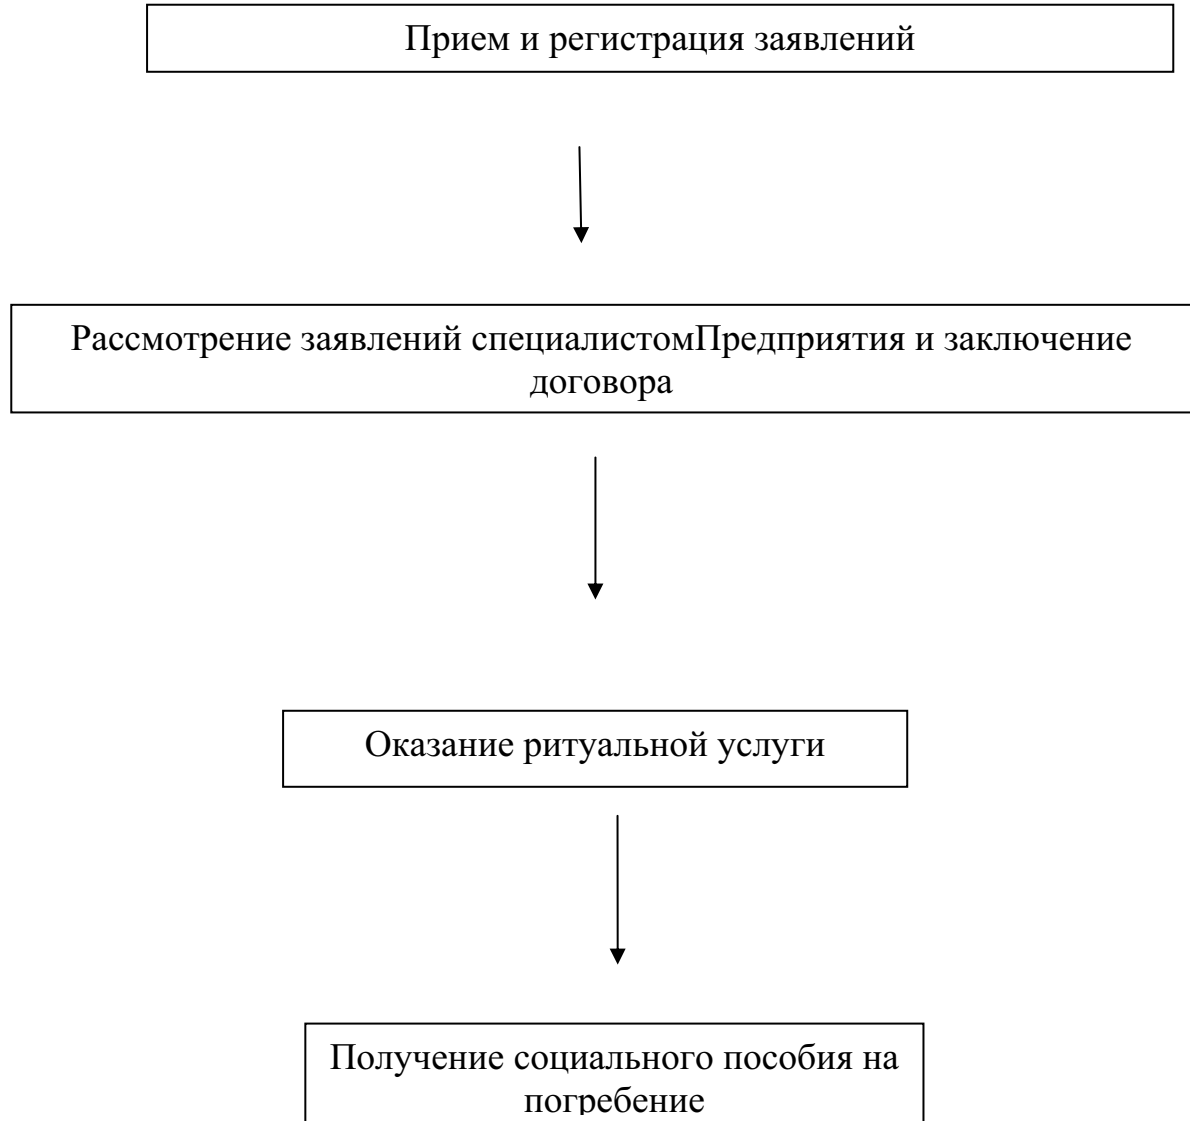 Прием и регистрация заявлений
Рассмотрение заявлений специалистомПредприятия и заключение
договора
Оказание ритуальной услуги
Получение социального пособия на
погребение